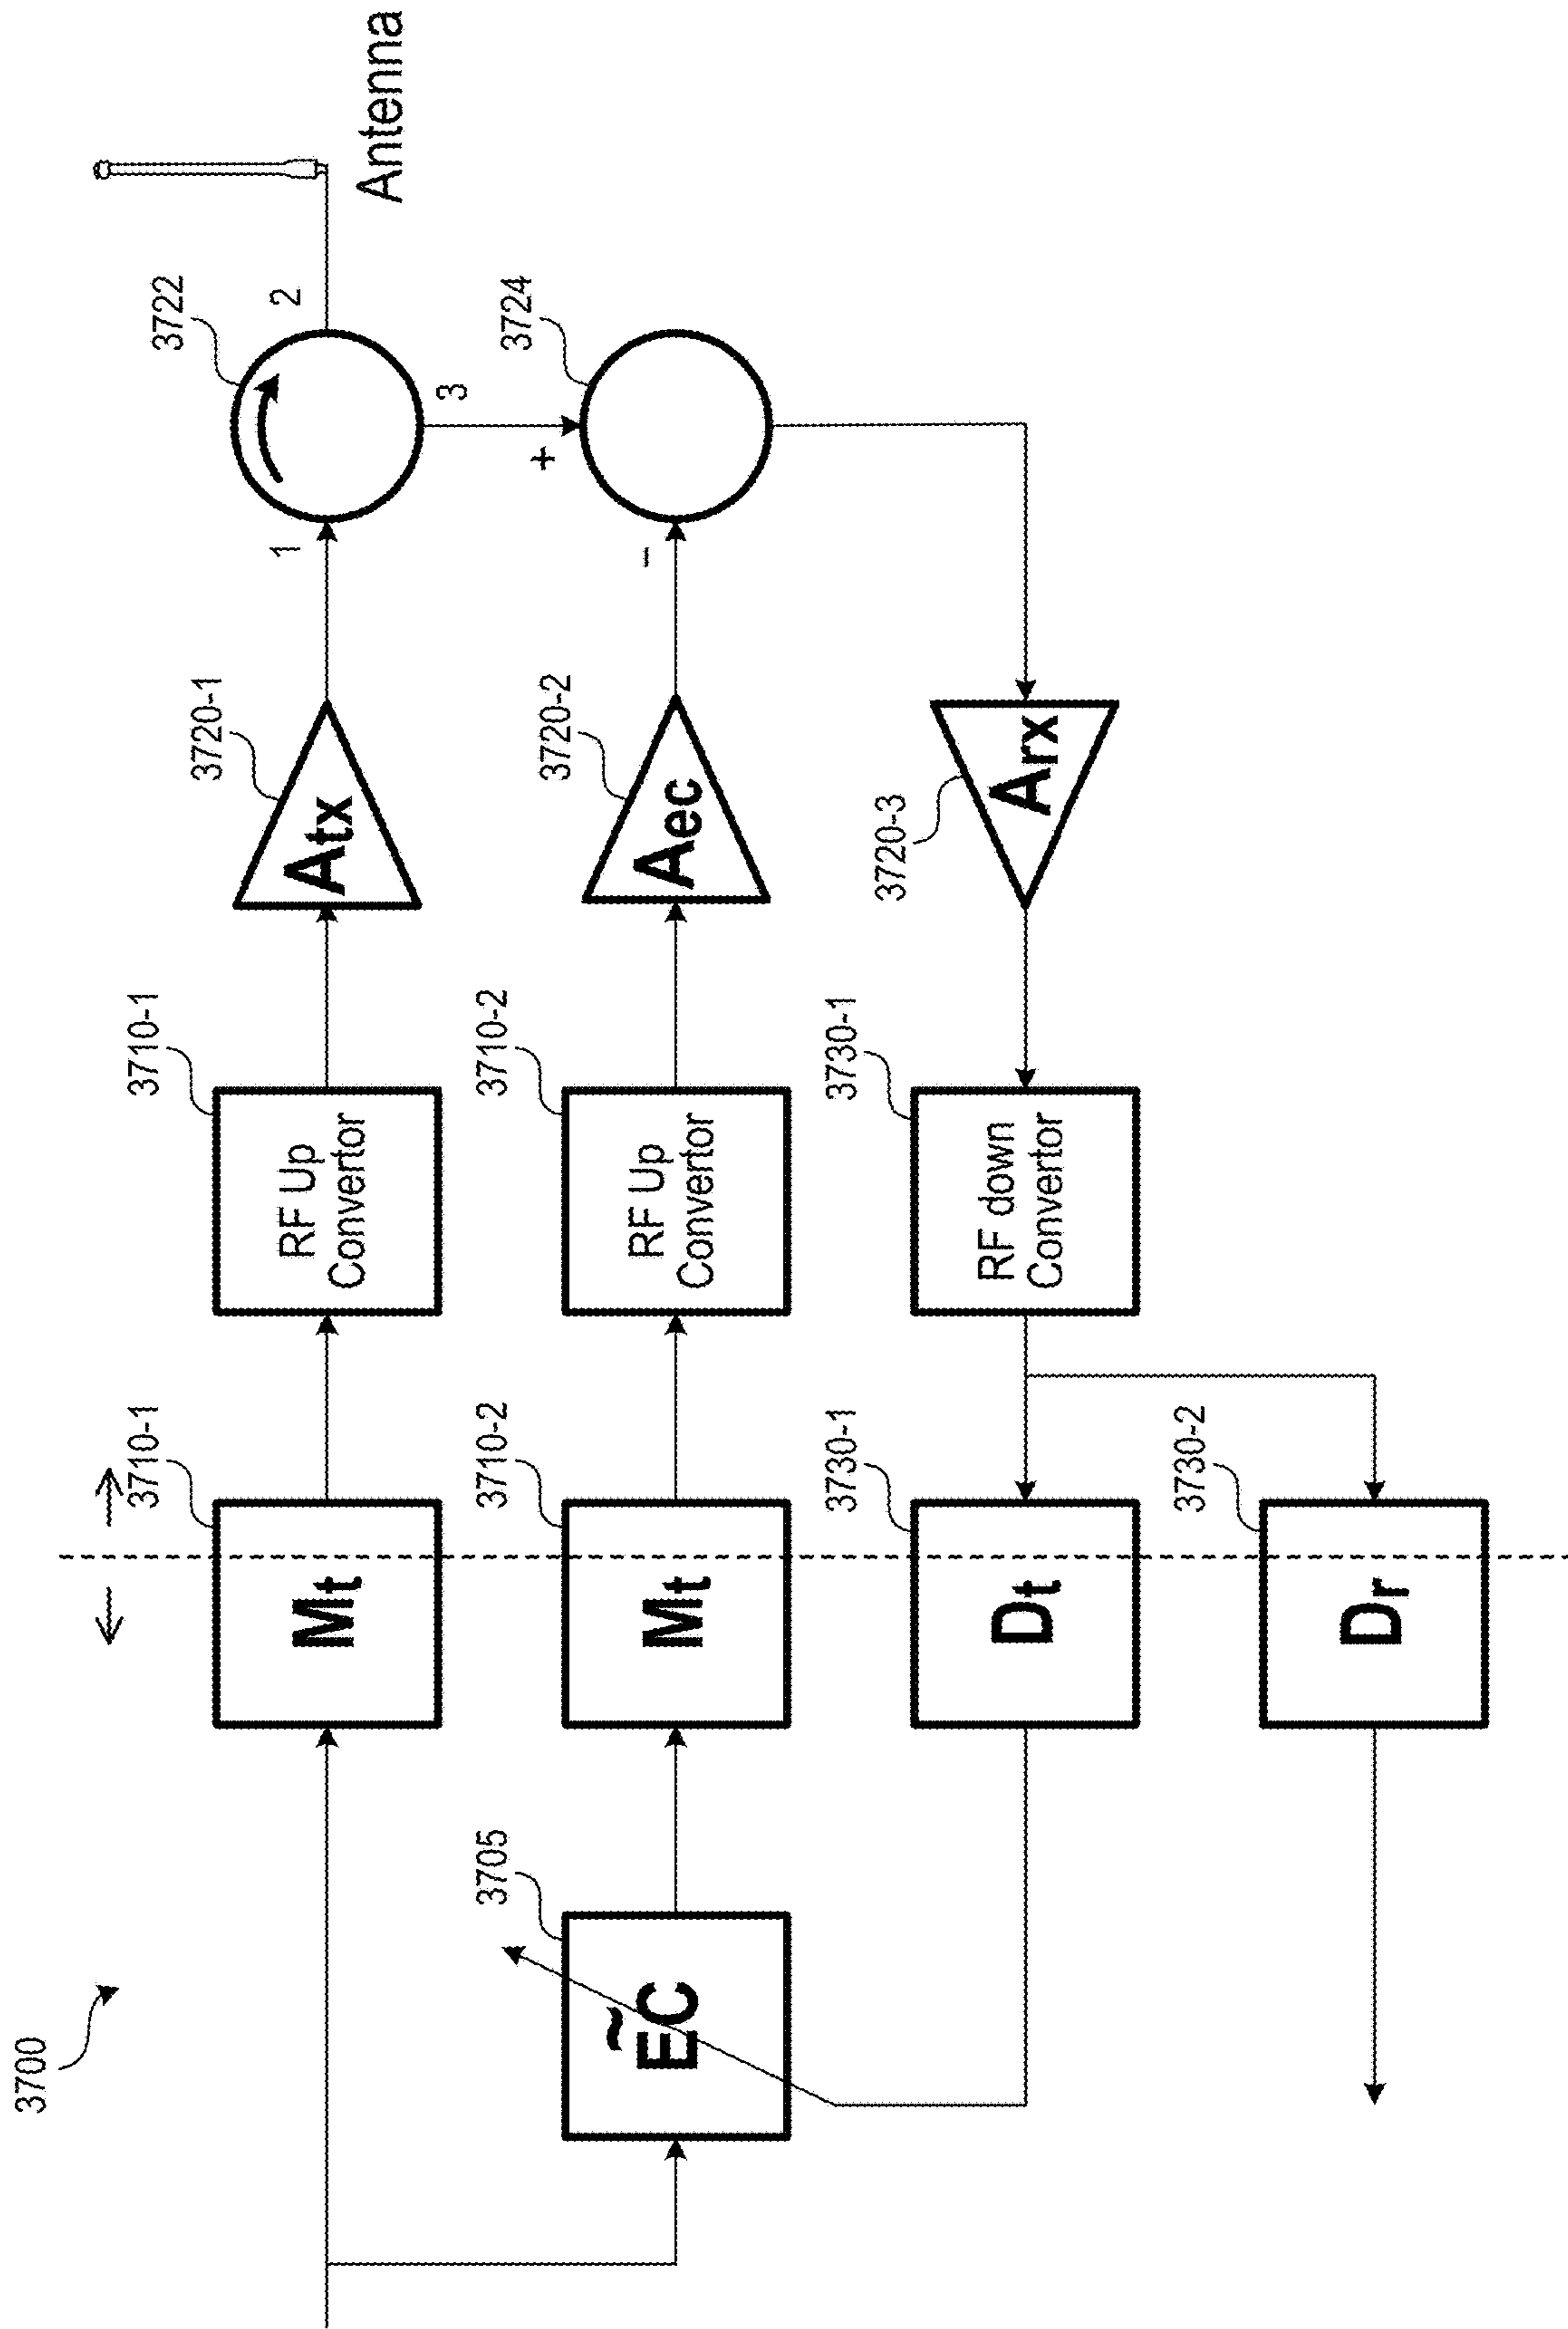 3700
3710-1
3710-1
3720-1
3722
Mt
RF Up
Convertor
Atx
1
2
3
Antenna
3705
3710-2
3710-2
3720-2
3724
ẼC
Mt
RF Up
Convertor
Aec
-
+
3730-1
3730-1
3720-3
Dt
RF down
Convertor
Arx
3730-2
Dr